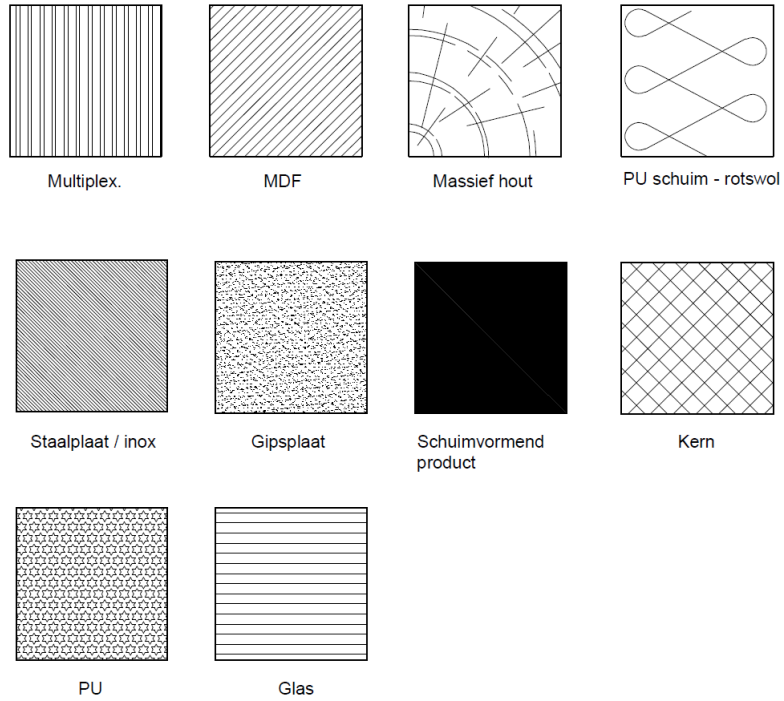 Multiplex.
MDF
Massief hout
PU schuim - rotswol
Staalplaat / inox
Gipsplaat
Schuimvormend
product
Kern
PU
Glas